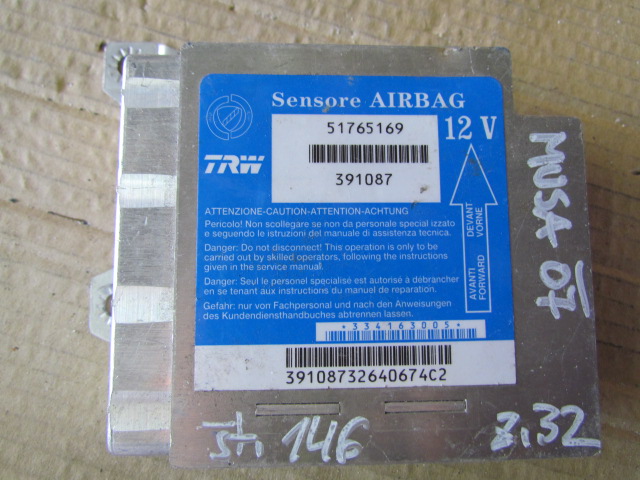 Sensore AIRBAG
51765169
12 V
TRW
391087
DEVANT
VORNE
AVANTI
FORWARD
ATTENZIONE-CAUTION-ATTENTION-ACHTUNG
Pericolo! Non scollegare se non da personale special izzato
e seguendo le istruzioni del manuale di assistenza tecnica.
Danger: Do not disconnect! This operation is only to be
carried out by skilled operators, following the instructions
given in the service manual.
Danger: Seul le personel spécialisé est autorisé à débrancher
en se tenant aux instructions du manuel de reparation.
Gefahr: nur von Fachpersonal und nach den Anweisungen
des Kundendiensthandbuches abtrennen lassen.
*334163005*
39108732640674C2
MUSA 07
št. 146
z.32